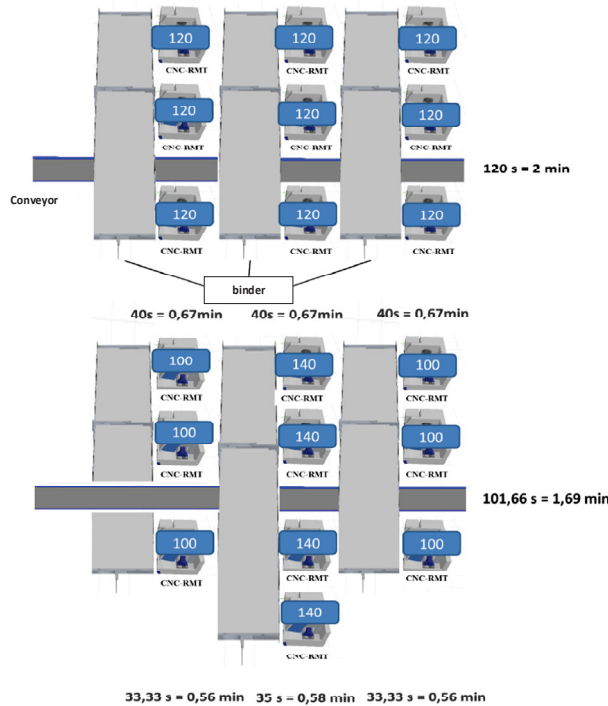 120 120 120
CNC-RMT CNC-RMT CNC-RMT
120 120 120
CNC-RMT CNC-RMT CNC-RMT
120 s = 2 min
Conveyor
120 120 120
CNC-RMT CNC-RMT CNC-RMT
binder
40s = 0,67min 40s = 0,67min 40s = 0,67min
100 140 100
CNC-RMT CNC-RMT CNC-RMT
100 140 100
CNC-RMT CNC-RMT CNC-RMT
101,66 s = 1,69 min
100 140 100
CNC-RMT CNC-RMT CNC-RMT
140
CNC-RMT
33,33 s = 0,56 min 35 s = 0,58 min 33,33 s = 0,56 min